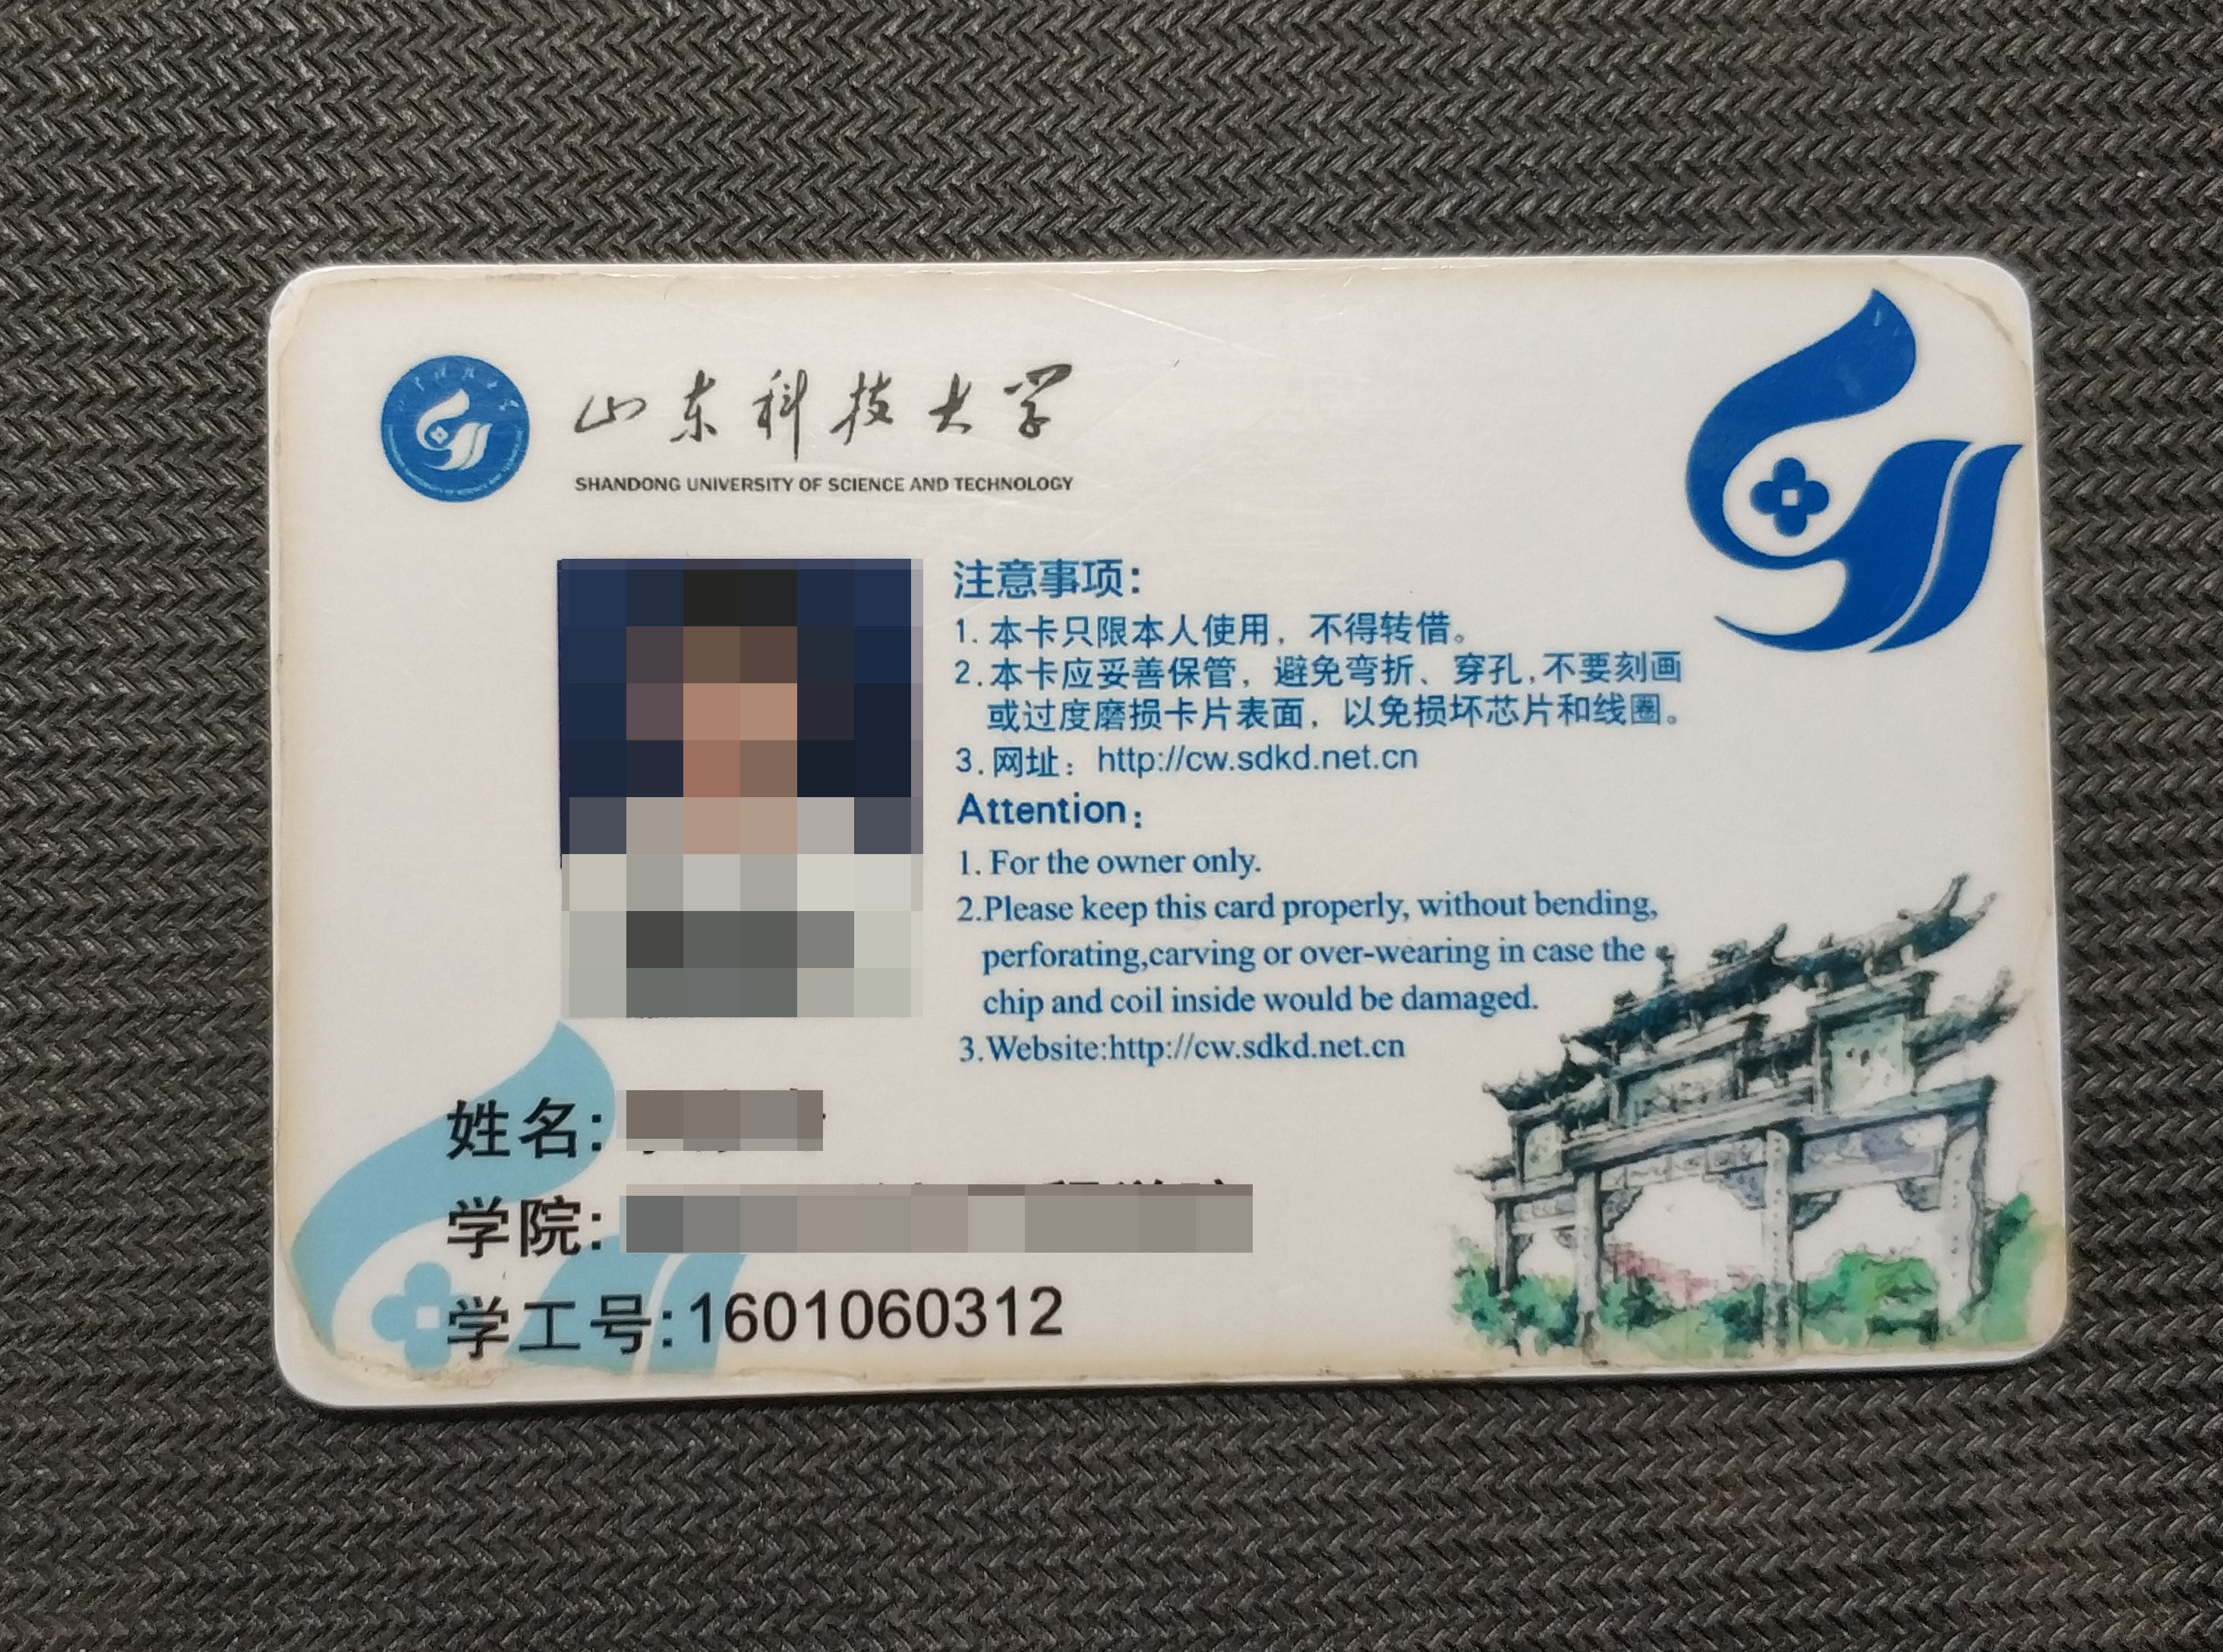 山东科技大学
SHANDONG UNIVERSITY OF SCIENCE AND TECHNOLOGY
注意事项：
1. 本卡只限本人使用，不得转借。
2. 本卡应妥善保管，避免弯折、穿孔,不要刻画
或过度磨损卡片表面，以免损坏芯片和线圈。
3. 网址：http://cw.sdkd.net.cn
Attention：
1. For the owner only.
2.Please keep this card properly, without bending,
perforating,carving or over-wearing in case the
chip and coil inside would be damaged.
3.Website:http://cw.sdkd.net.cn
姓名:
学院:
学工号:1601060312